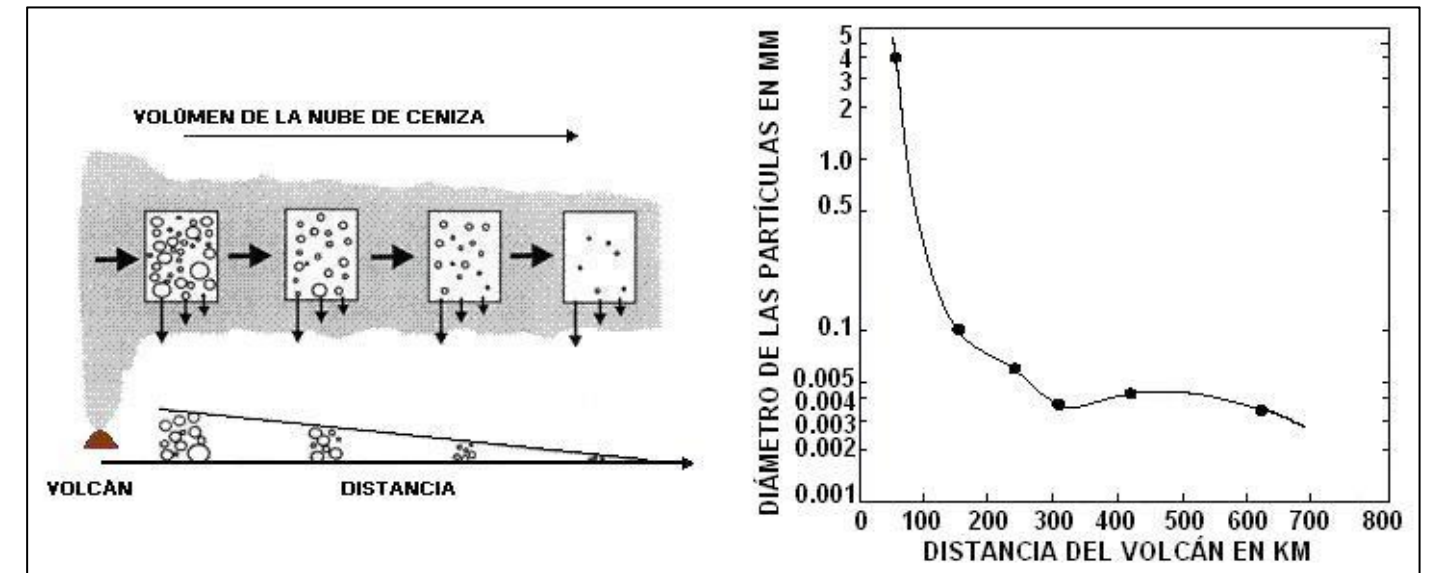 VOLÚMEN DE LA NUBE DE CENIZA
VOLCÀN
DISTANCIA
DIÁMETRO DE LAS PARTÍCULAS EN MM
5
4
3
2
1.0
0.5
0.1
0.005
0.004
0.003
0.002
0.001
0 100 200 300 400 500 600 700 800
DISTANCIA DEL VOLCÁN EN KM